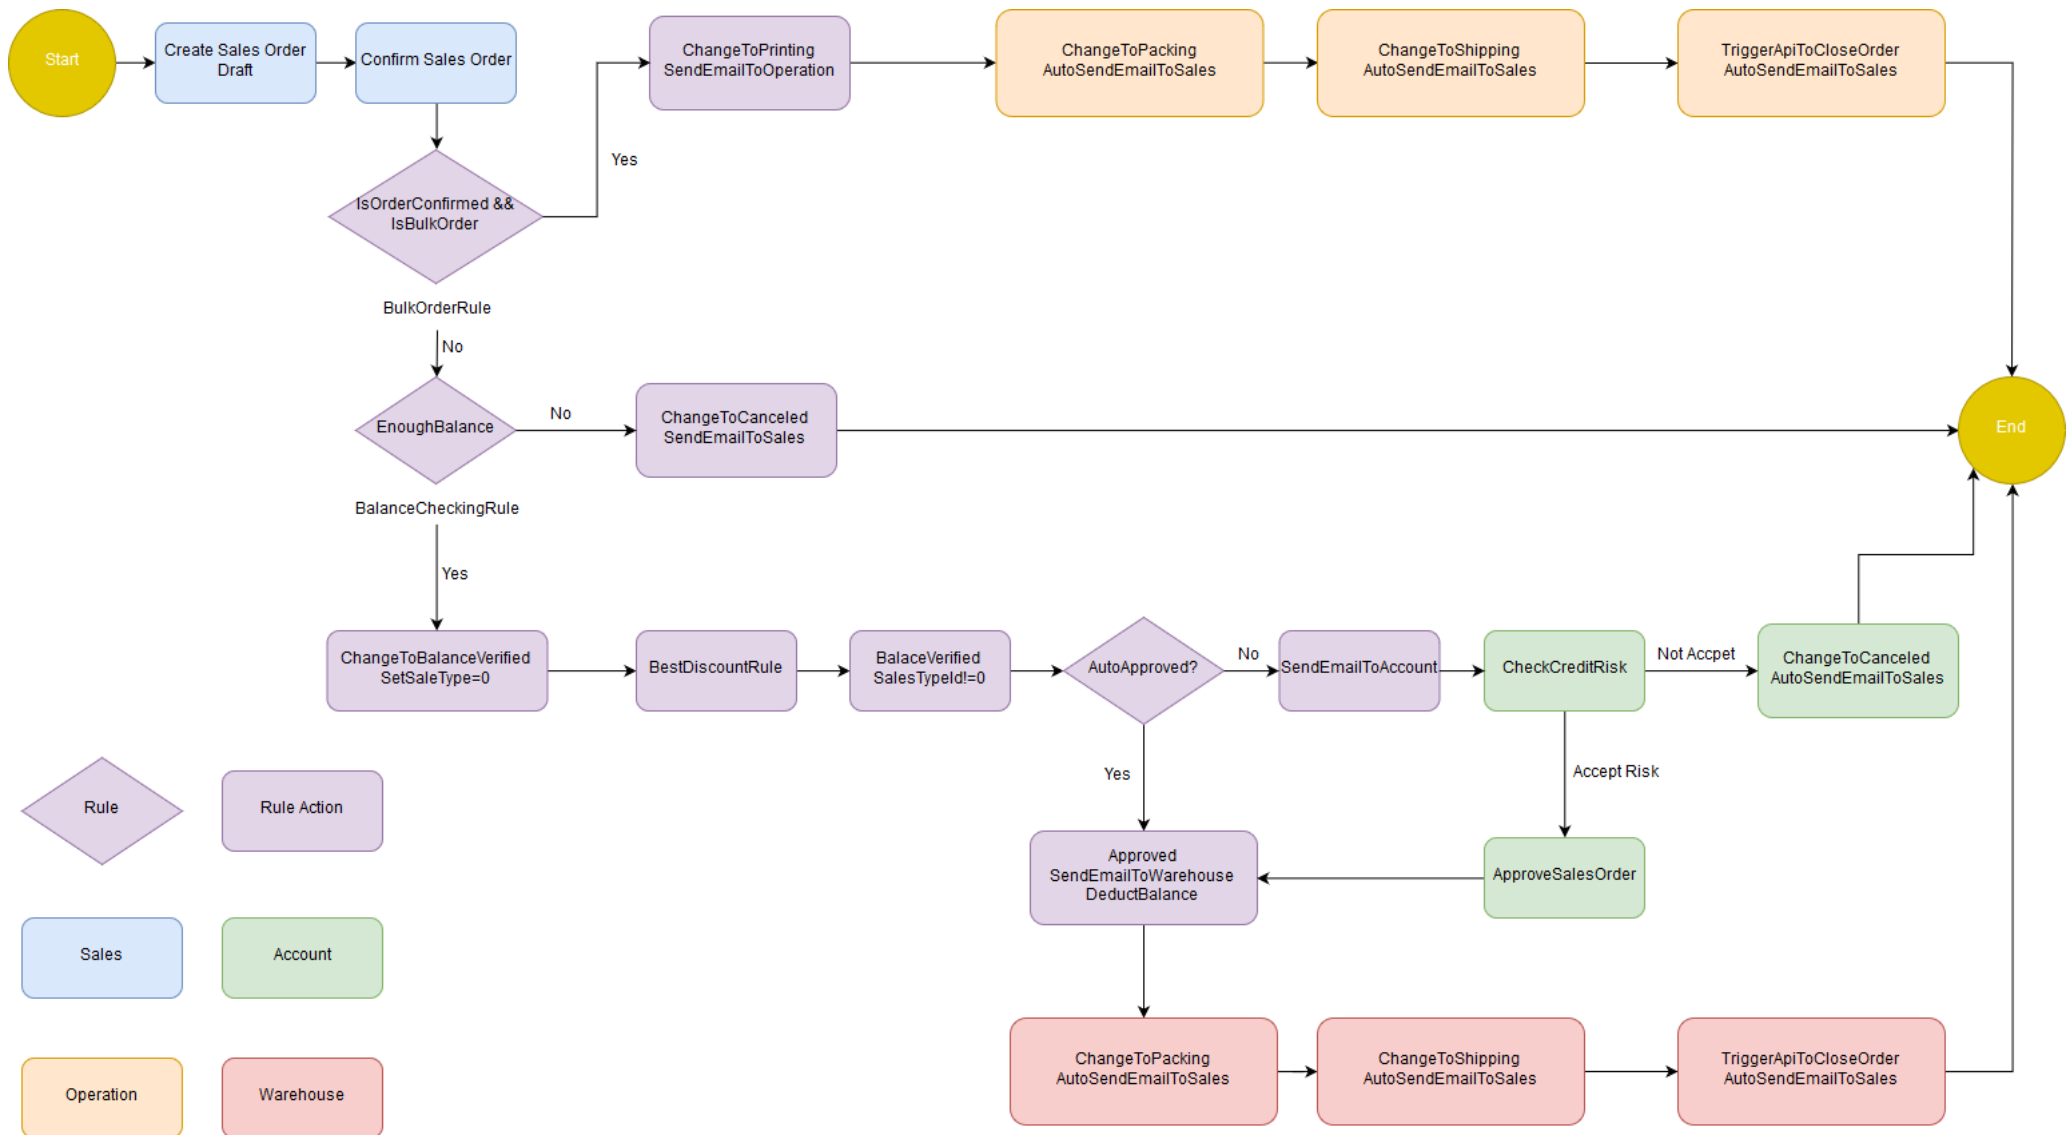 Start
Create Sales Order
Draft
Confirm Sales Order
ChangeToPrinting
SendEmailToOperation
ChangeToPacking
AutoSendEmailToSales
ChangeToShipping
AutoSendEmailToSales
TriggerApiToCloseOrder
AutoSendEmailToSales
Yes
IsOrderConfirmed &&
IsBulkOrder
BulkOrderRule
No
EnoughBalance
No
ChangeToCanceled
SendEmailToSales
End
BalanceCheckingRule
Yes
ChangeToBalanceVerified
SetSaleType=0
BestDiscountRule
BalaceVerified
SalesTypeId!=0
AutoApproved?
No
SendEmailToAccount
CheckCreditRisk
Not Accpet
ChangeToCanceled
AutoSendEmailToSales
Yes
Accept Risk
Rule
Rule Action
Approved
SendEmailToWarehouse
DeductBalance
ApproveSalesOrder
Sales
Account
ChangeToPacking
AutoSendEmailToSales
ChangeToShipping
AutoSendEmailToSales
TriggerApiToCloseOrder
AutoSendEmailToSales
Operation
Warehouse